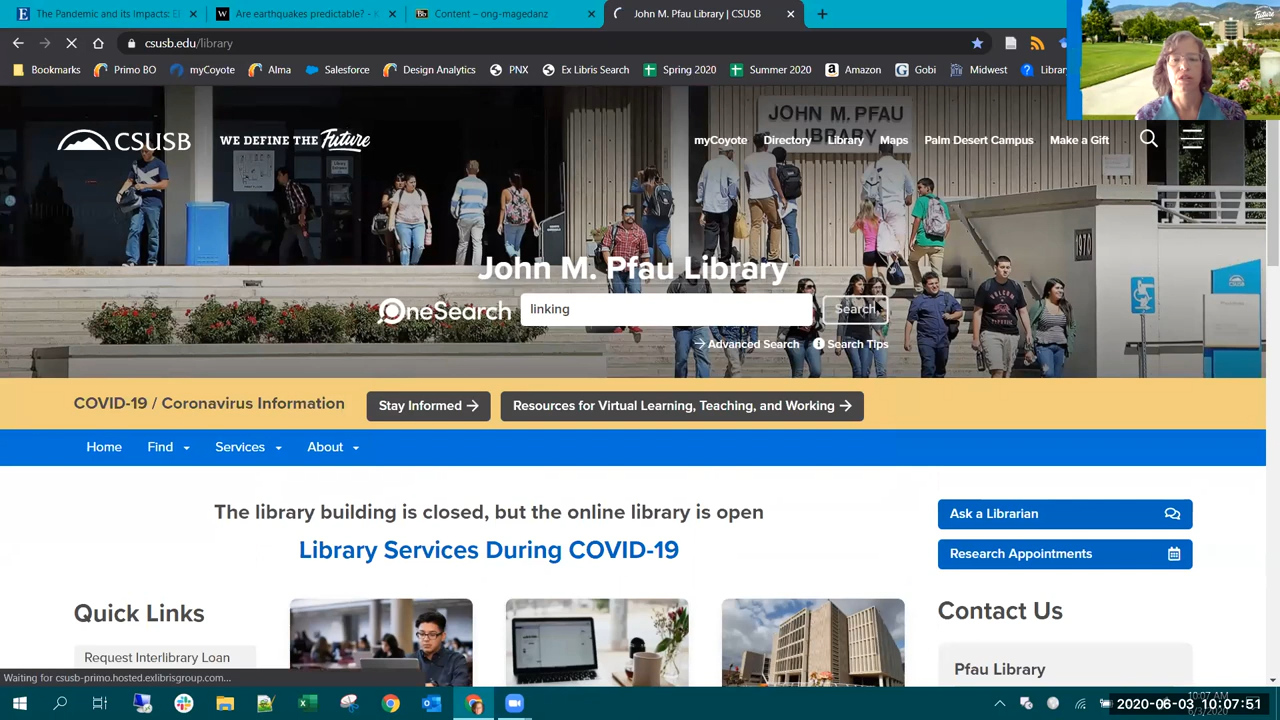 The Pandemic and its Impacts: E
Are earthquakes predictable? - K
Content – ong-magedanz
John M. Pfau Library | CSUSB
csusb.edu/library
Bookmarks
Primo BO
myCoyote
Alma
Salesforce
Design Analytics
PNX
Ex Libris Search
Spring 2020
Summer 2020
Amazon
Gobi
Midwest
JOHN M. PFAU
LIBRARY
CSUSB
WE DEFINE THE Future
myCoyote Directory Library Maps Palm Desert Campus Make a Gift
John M. Pfau Library
OneSearch
linking
Search
Advanced Search
Search Tips
COVID-19 / Coronavirus Information
Stay Informed
Resources for Virtual Learning, Teaching, and Working
Home
Find
Services
About
The library building is closed, but the online library is open
Library Services During COVID-19
Ask a Librarian
Research Appointments
Quick Links
Contact Us
Request Interlibrary Loan
Pfau Library
Waiting for csusb-primo.hosted.exlibrisgroup.com...
2020-06-03 10:07:51